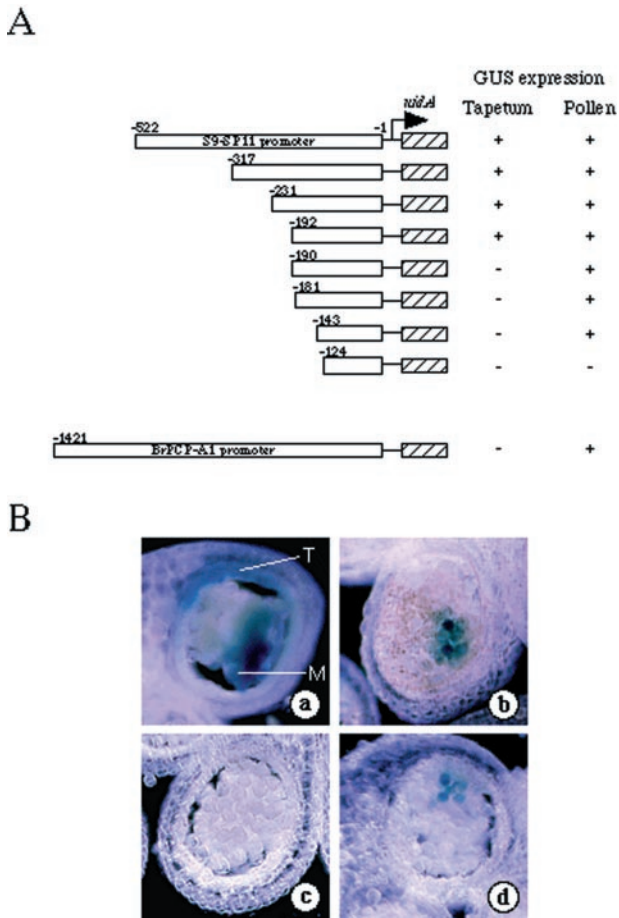 A
uidA
GUS expression
Tapetum Pollen
-522 -1
S9-SP11 promoter + +
-317
+ +
-231
+ +
-192
+ +
-190
- +
-181
- +
-143
- +
-124
- -
-1421
BrPCP-A1 promoter - +
B
T
M
a b
c d